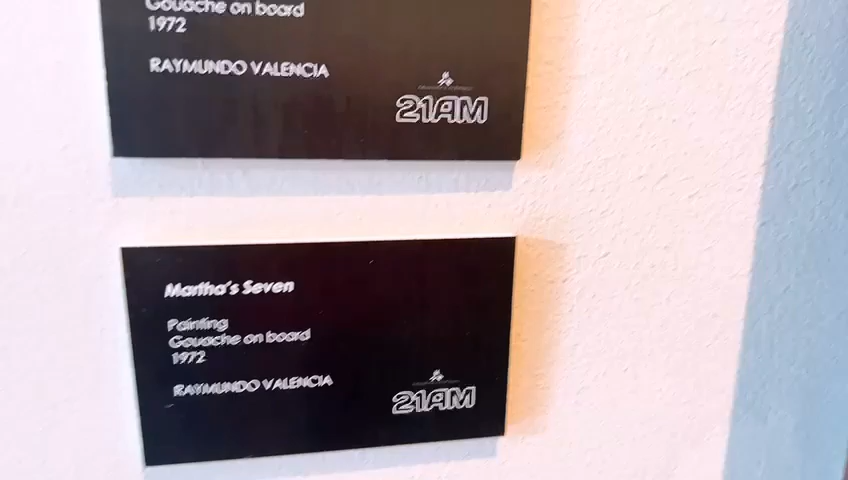 Gouache on board
1972
RAYMUNDO VALENCIA
21AM
Martha's Seven
Painting
Gouache on board
1972
RAYMUNDO VALENCIA
21AM